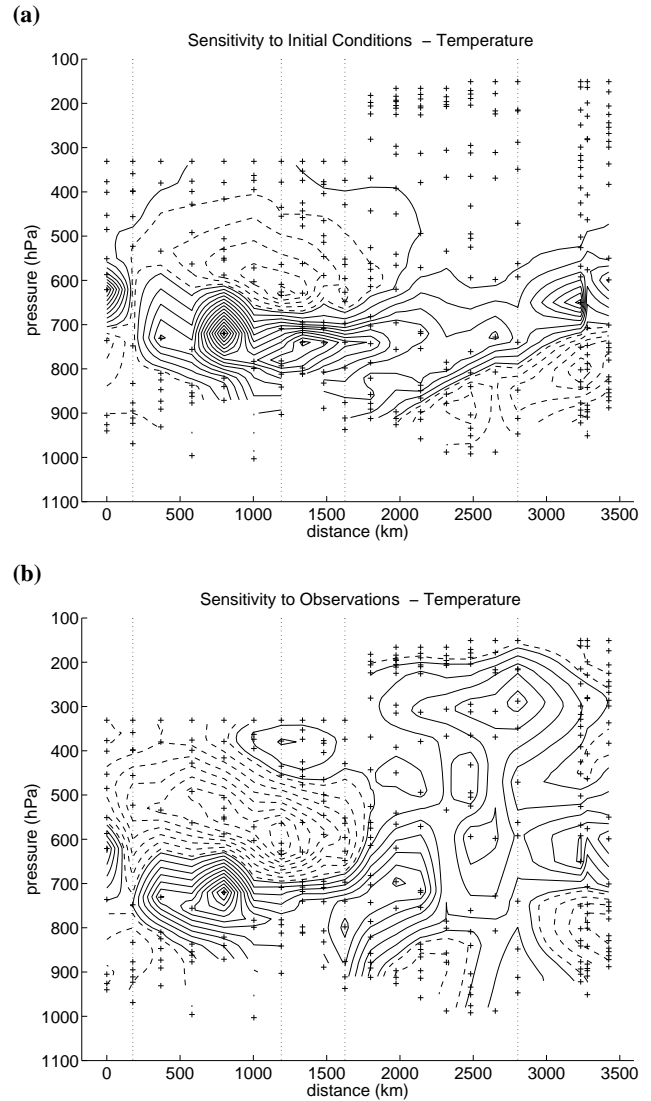 (a)
Sensitivity to Initial Conditions – Temperature
100
200
300
400
500
600
700
800
900
1000
1100
pressure (hPa)
0 500 1000 1500 2000 2500 3000 3500
distance (km)
(b)
Sensitivity to Observations – Temperature
100
200
300
400
500
600
700
800
900
1000
1100
pressure (hPa)
0 500 1000 1500 2000 2500 3000 3500
distance (km)